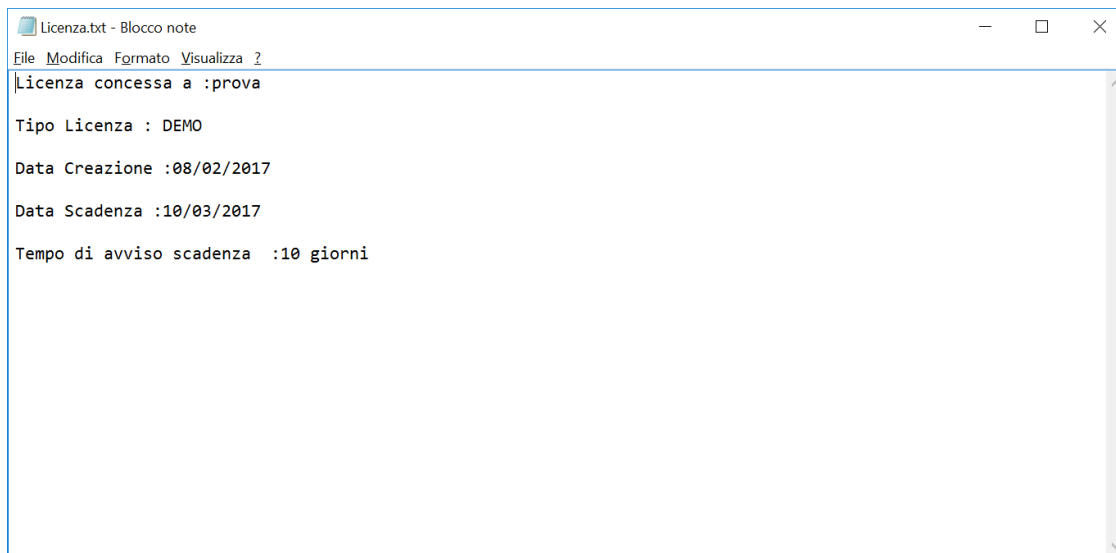 Licenza.txt - Blocco note
File Modifica Formato Visualizza ?
Licenza concessa a :prova
Tipo Licenza : DEMO
Data Creazione :08/02/2017
Data Scadenza :10/03/2017
Tempo di avviso scadenza  :10 giorni